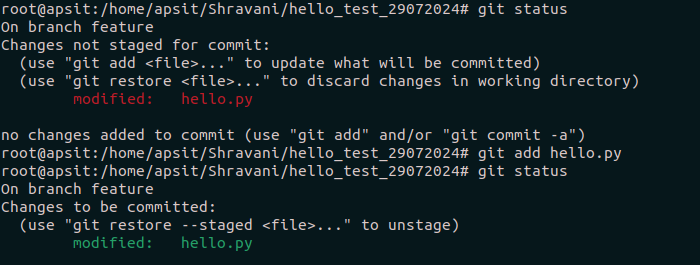 root@apsit:/home/apsit/Shravani/hello_test_29072024# git status
On branch feature
Changes not staged for commit:
  (use "git add <file>..." to update what will be committed)
  (use "git restore <file>..." to discard changes in working directory)
        modified:   hello.py

no changes added to commit (use "git add" and/or "git commit -a")
root@apsit:/home/apsit/Shravani/hello_test_29072024# git add hello.py
root@apsit:/home/apsit/Shravani/hello_test_29072024# git status
On branch feature
Changes to be committed:
  (use "git restore --staged <file>..." to unstage)
        modified:   hello.py